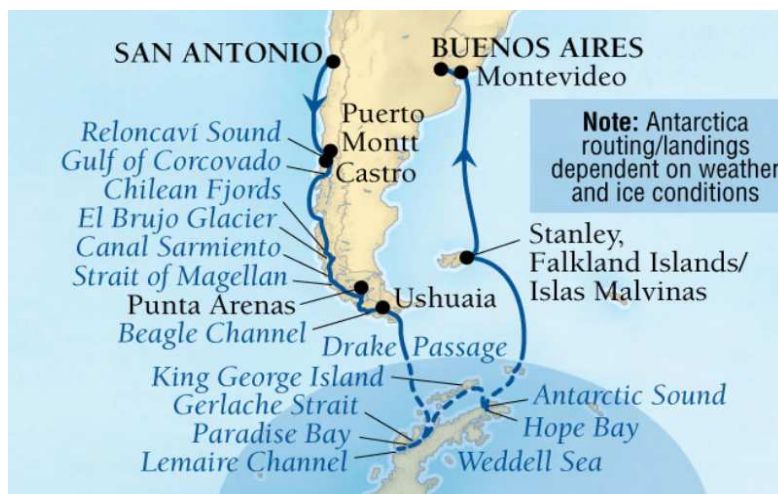 SAN ANTONIO
BUENOS AIRES
Montevideo
Puerto
Montt
Castro
Reloncaví Sound
Gulf of Corcovado
Chilean Fjords
El Brujo Glacier
Canal Sarmiento
Strait of Magellan
Punta Arenas
Beagle Channel
Ushuaia
Note: Antarctica
routing/landings
dependent on weather
and ice conditions
Stanley,
Falkland Islands/
Islas Malvinas
Drake Passage
King George Island
Gerlache Strait
Paradise Bay
Lemaire Channel
Antarctic Sound
Hope Bay
Weddell Sea